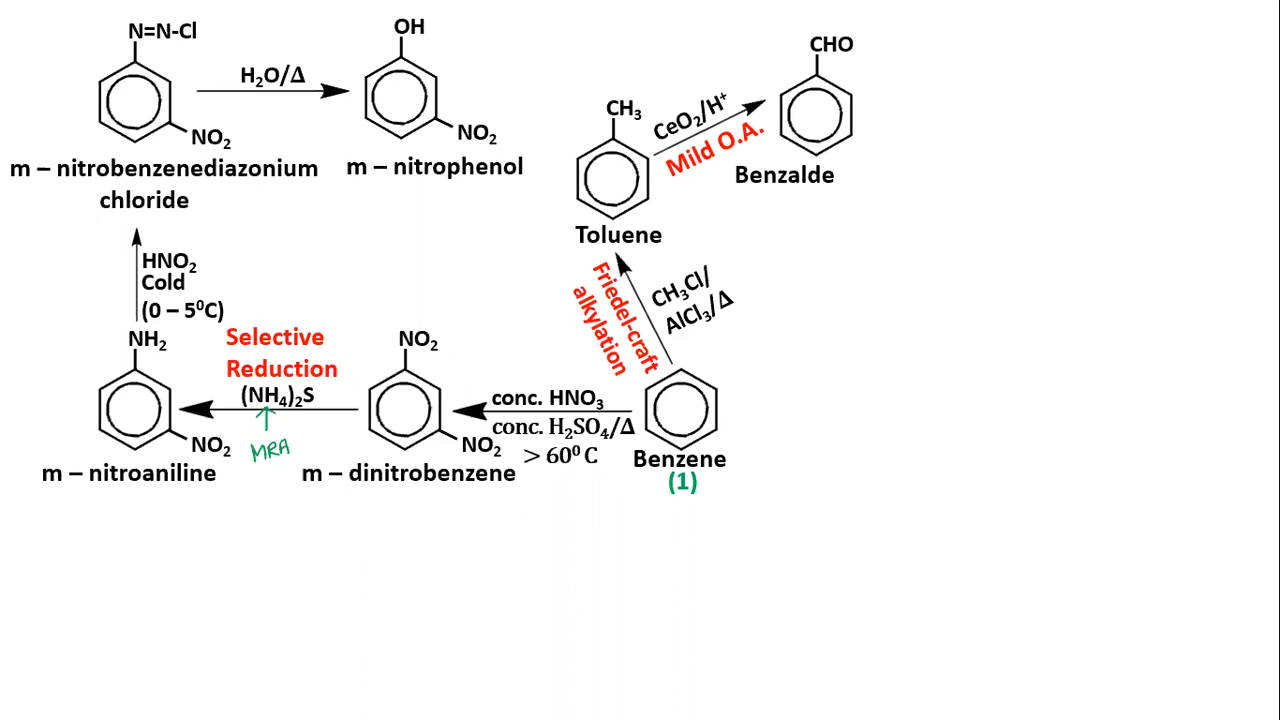 N=N-Cl
H₂O/Δ
NO₂
m – nitrobenzenediazonium
chloride
OH
NO₂
m – nitrophenol
HNO₂
Cold
(0 – 5⁰C)
NH₂
NO₂
m – nitroaniline
Selective
Reduction
(NH₄)₂S
MRA
NO₂
NO₂
m – dinitrobenzene
conc. HNO₃
conc. H₂SO₄/Δ
> 60⁰ C
Benzene
(1)
Friedel-craft
alkylation
CH₃Cl/
AlCl₃/Δ
CH₃
Toluene
CeO₂/H⁺
Mild O.A.
CHO
Benzalde